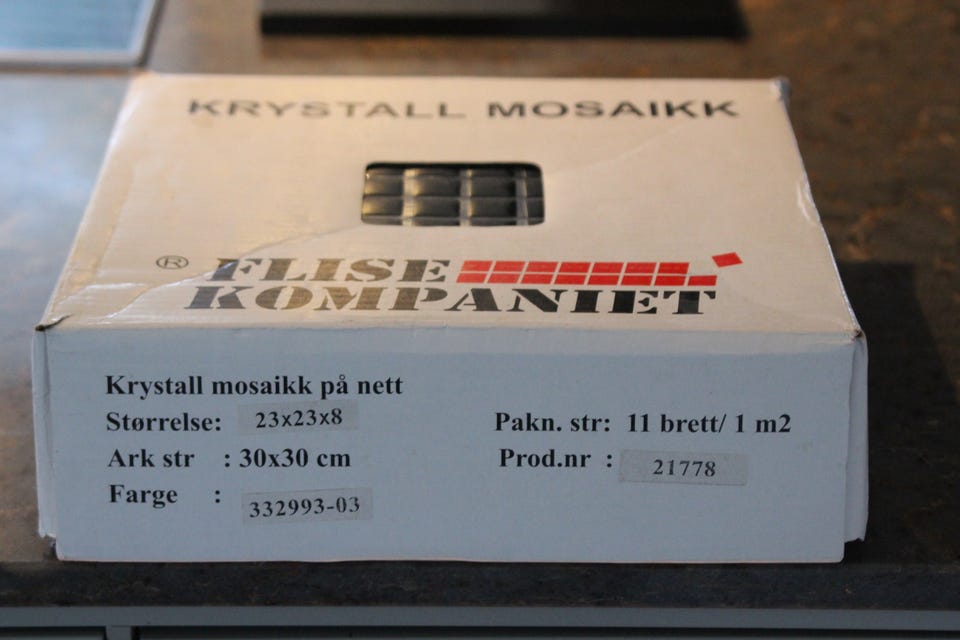 KRYSTALL MOSAIKK
® FLISE
KOMPANIET
Krystall mosaikk på nett
Størrelse: 23x23x8
Pakn. str: 11 brett/ 1 m2
Ark str : 30x30 cm
Prod.nr : 21778
Farge : 332993-03